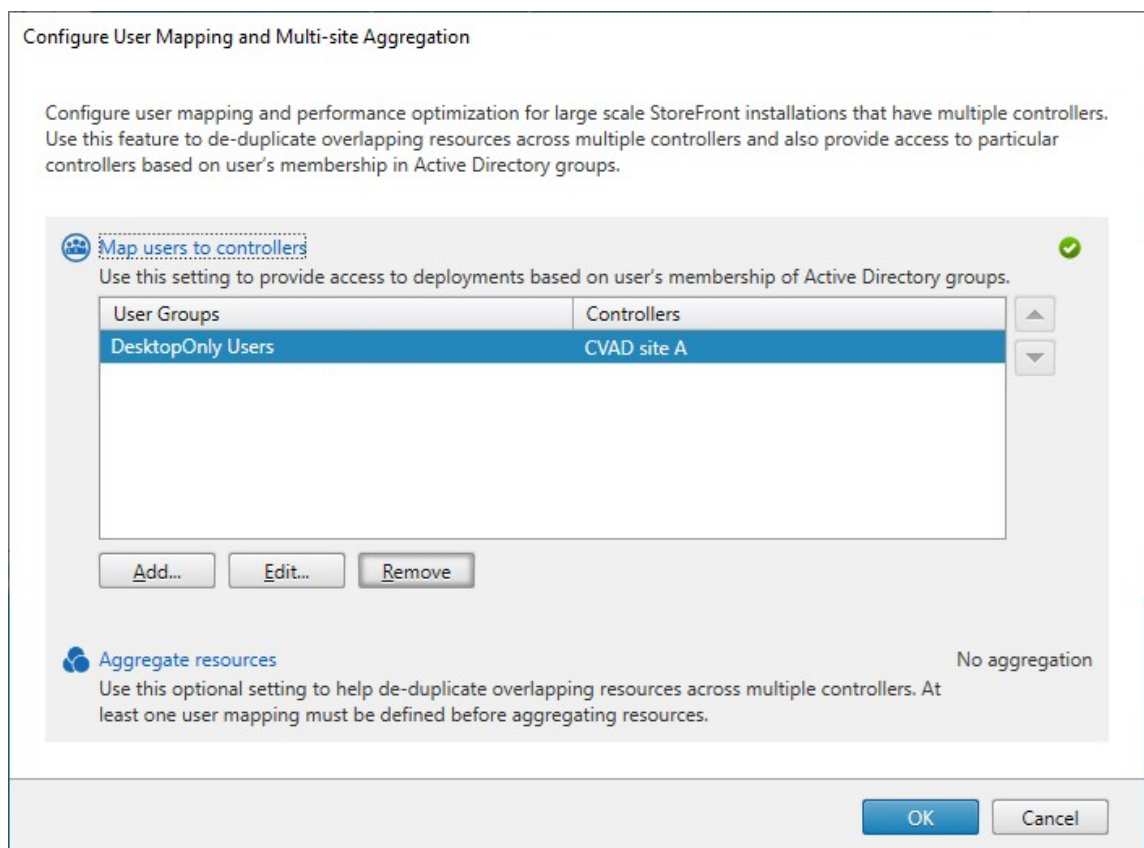 Configure User Mapping and Multi-site Aggregation
Configure user mapping and performance optimization for large scale StoreFront installations that have multiple controllers.
Use this feature to de-duplicate overlapping resources across multiple controllers and also provide access to particular
controllers based on user's membership in Active Directory groups.
Map users to controllers
Use this setting to provide access to deployments based on user's membership of Active Directory groups.
User Groups Controllers
DesktopOnly Users CVAD site A
Add... Edit... Remove
Aggregate resources No aggregation
Use this optional setting to help de-duplicate overlapping resources across multiple controllers. At
least one user mapping must be defined before aggregating resources.
OK Cancel